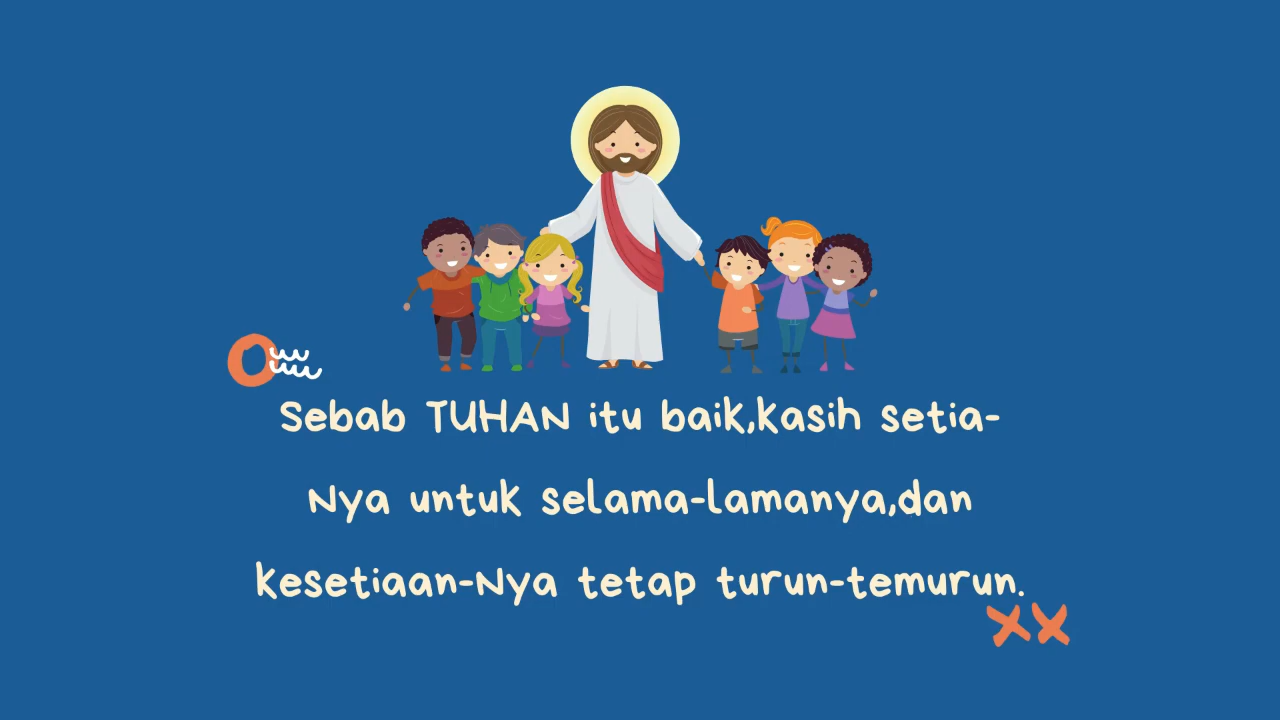 Sebab TUHAN itu baik,kasih setia-
Nya untuk selama-lamanya,dan
kesetiaan-Nya tetap turun-temurun.